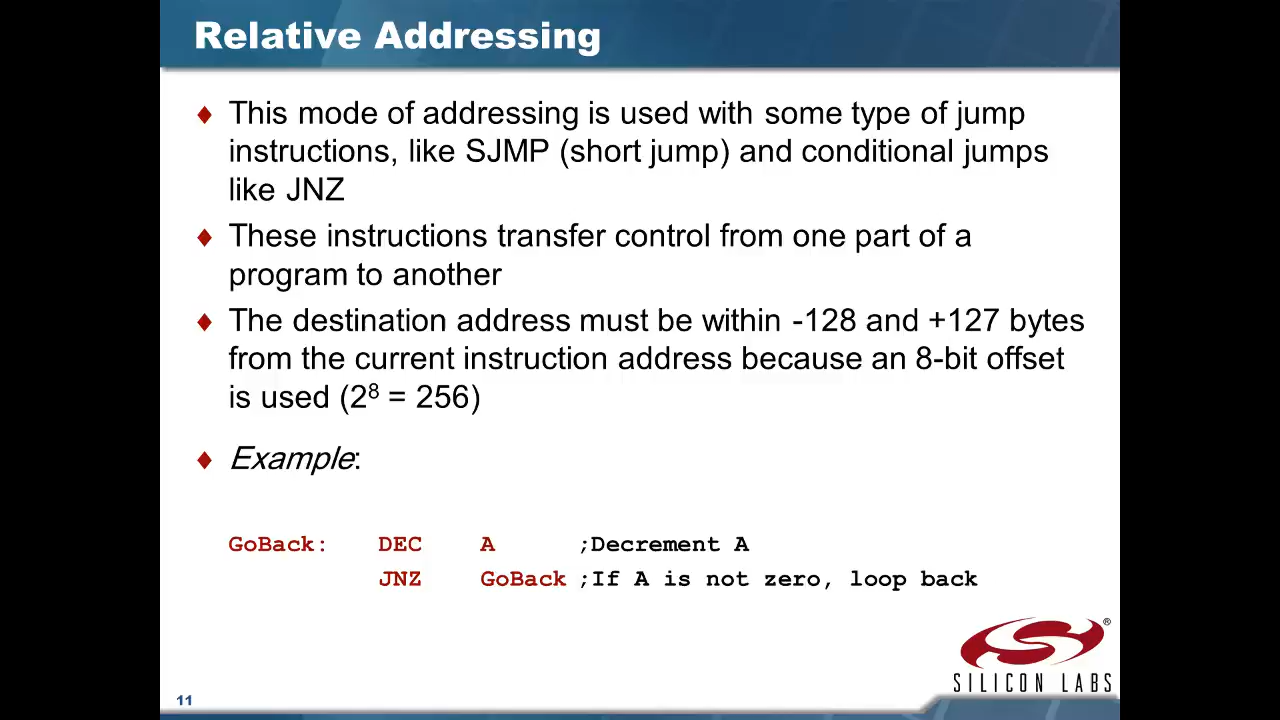 Relative Addressing
♦ This mode of addressing is used with some type of jump
instructions, like SJMP (short jump) and conditional jumps
like JNZ
♦ These instructions transfer control from one part of a
program to another
♦ The destination address must be within -128 and +127 bytes
from the current instruction address because an 8-bit offset
is used (2⁸ = 256)
♦ Example:
GoBack: DEC A ;Decrement A
JNZ GoBack ;If A is not zero, loop back
®
SILICON LABS
11